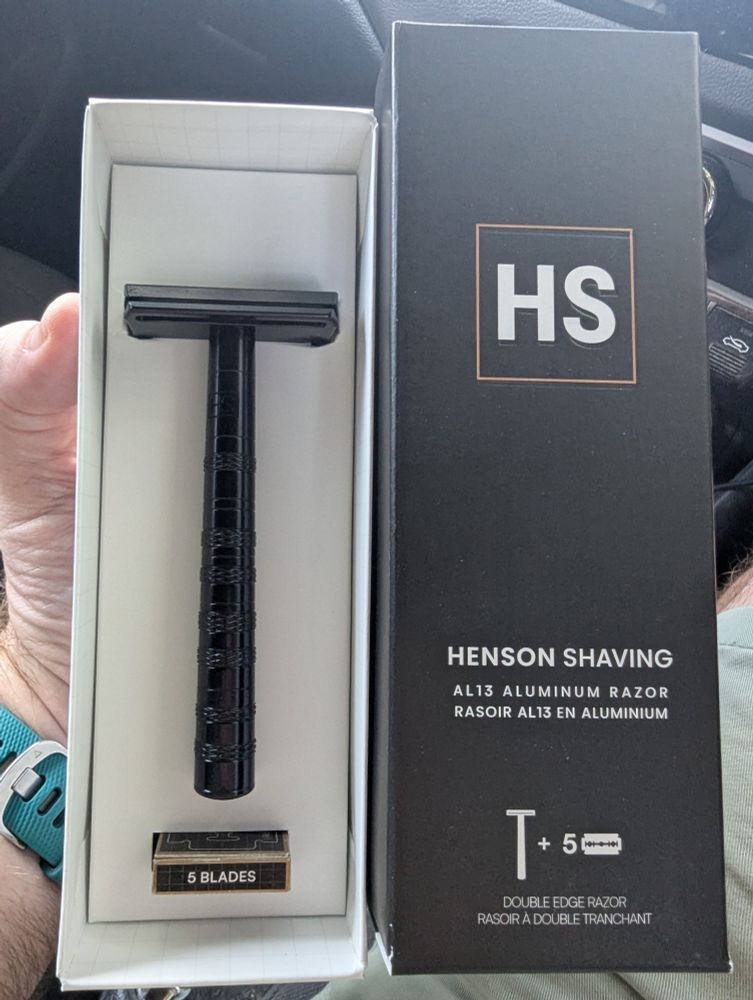 5 BLADES
HS
HENSON SHAVING
AL13 ALUMINUM RAZOR
RASOIR AL13 EN ALUMINIUM
+ 5
DOUBLE EDGE RAZOR
RASOIR À DOUBLE TRANCHANT